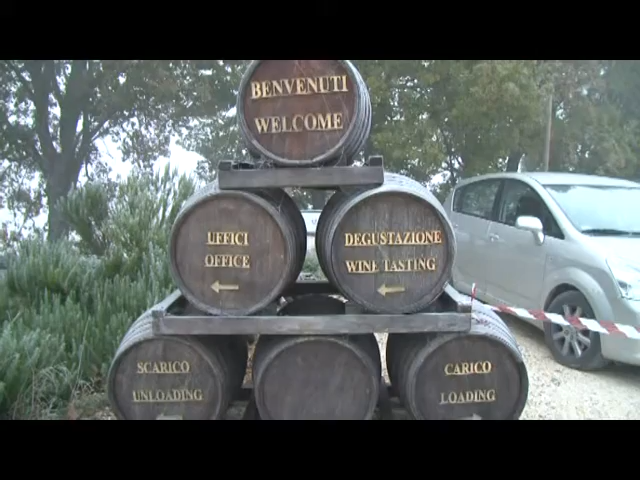 BENVENUTI
WELCOME
UFFICI
OFFICE
DEGUSTAZIONE
WINE TASTING
SCARICO
UNLOADING
CARICO
LOADING